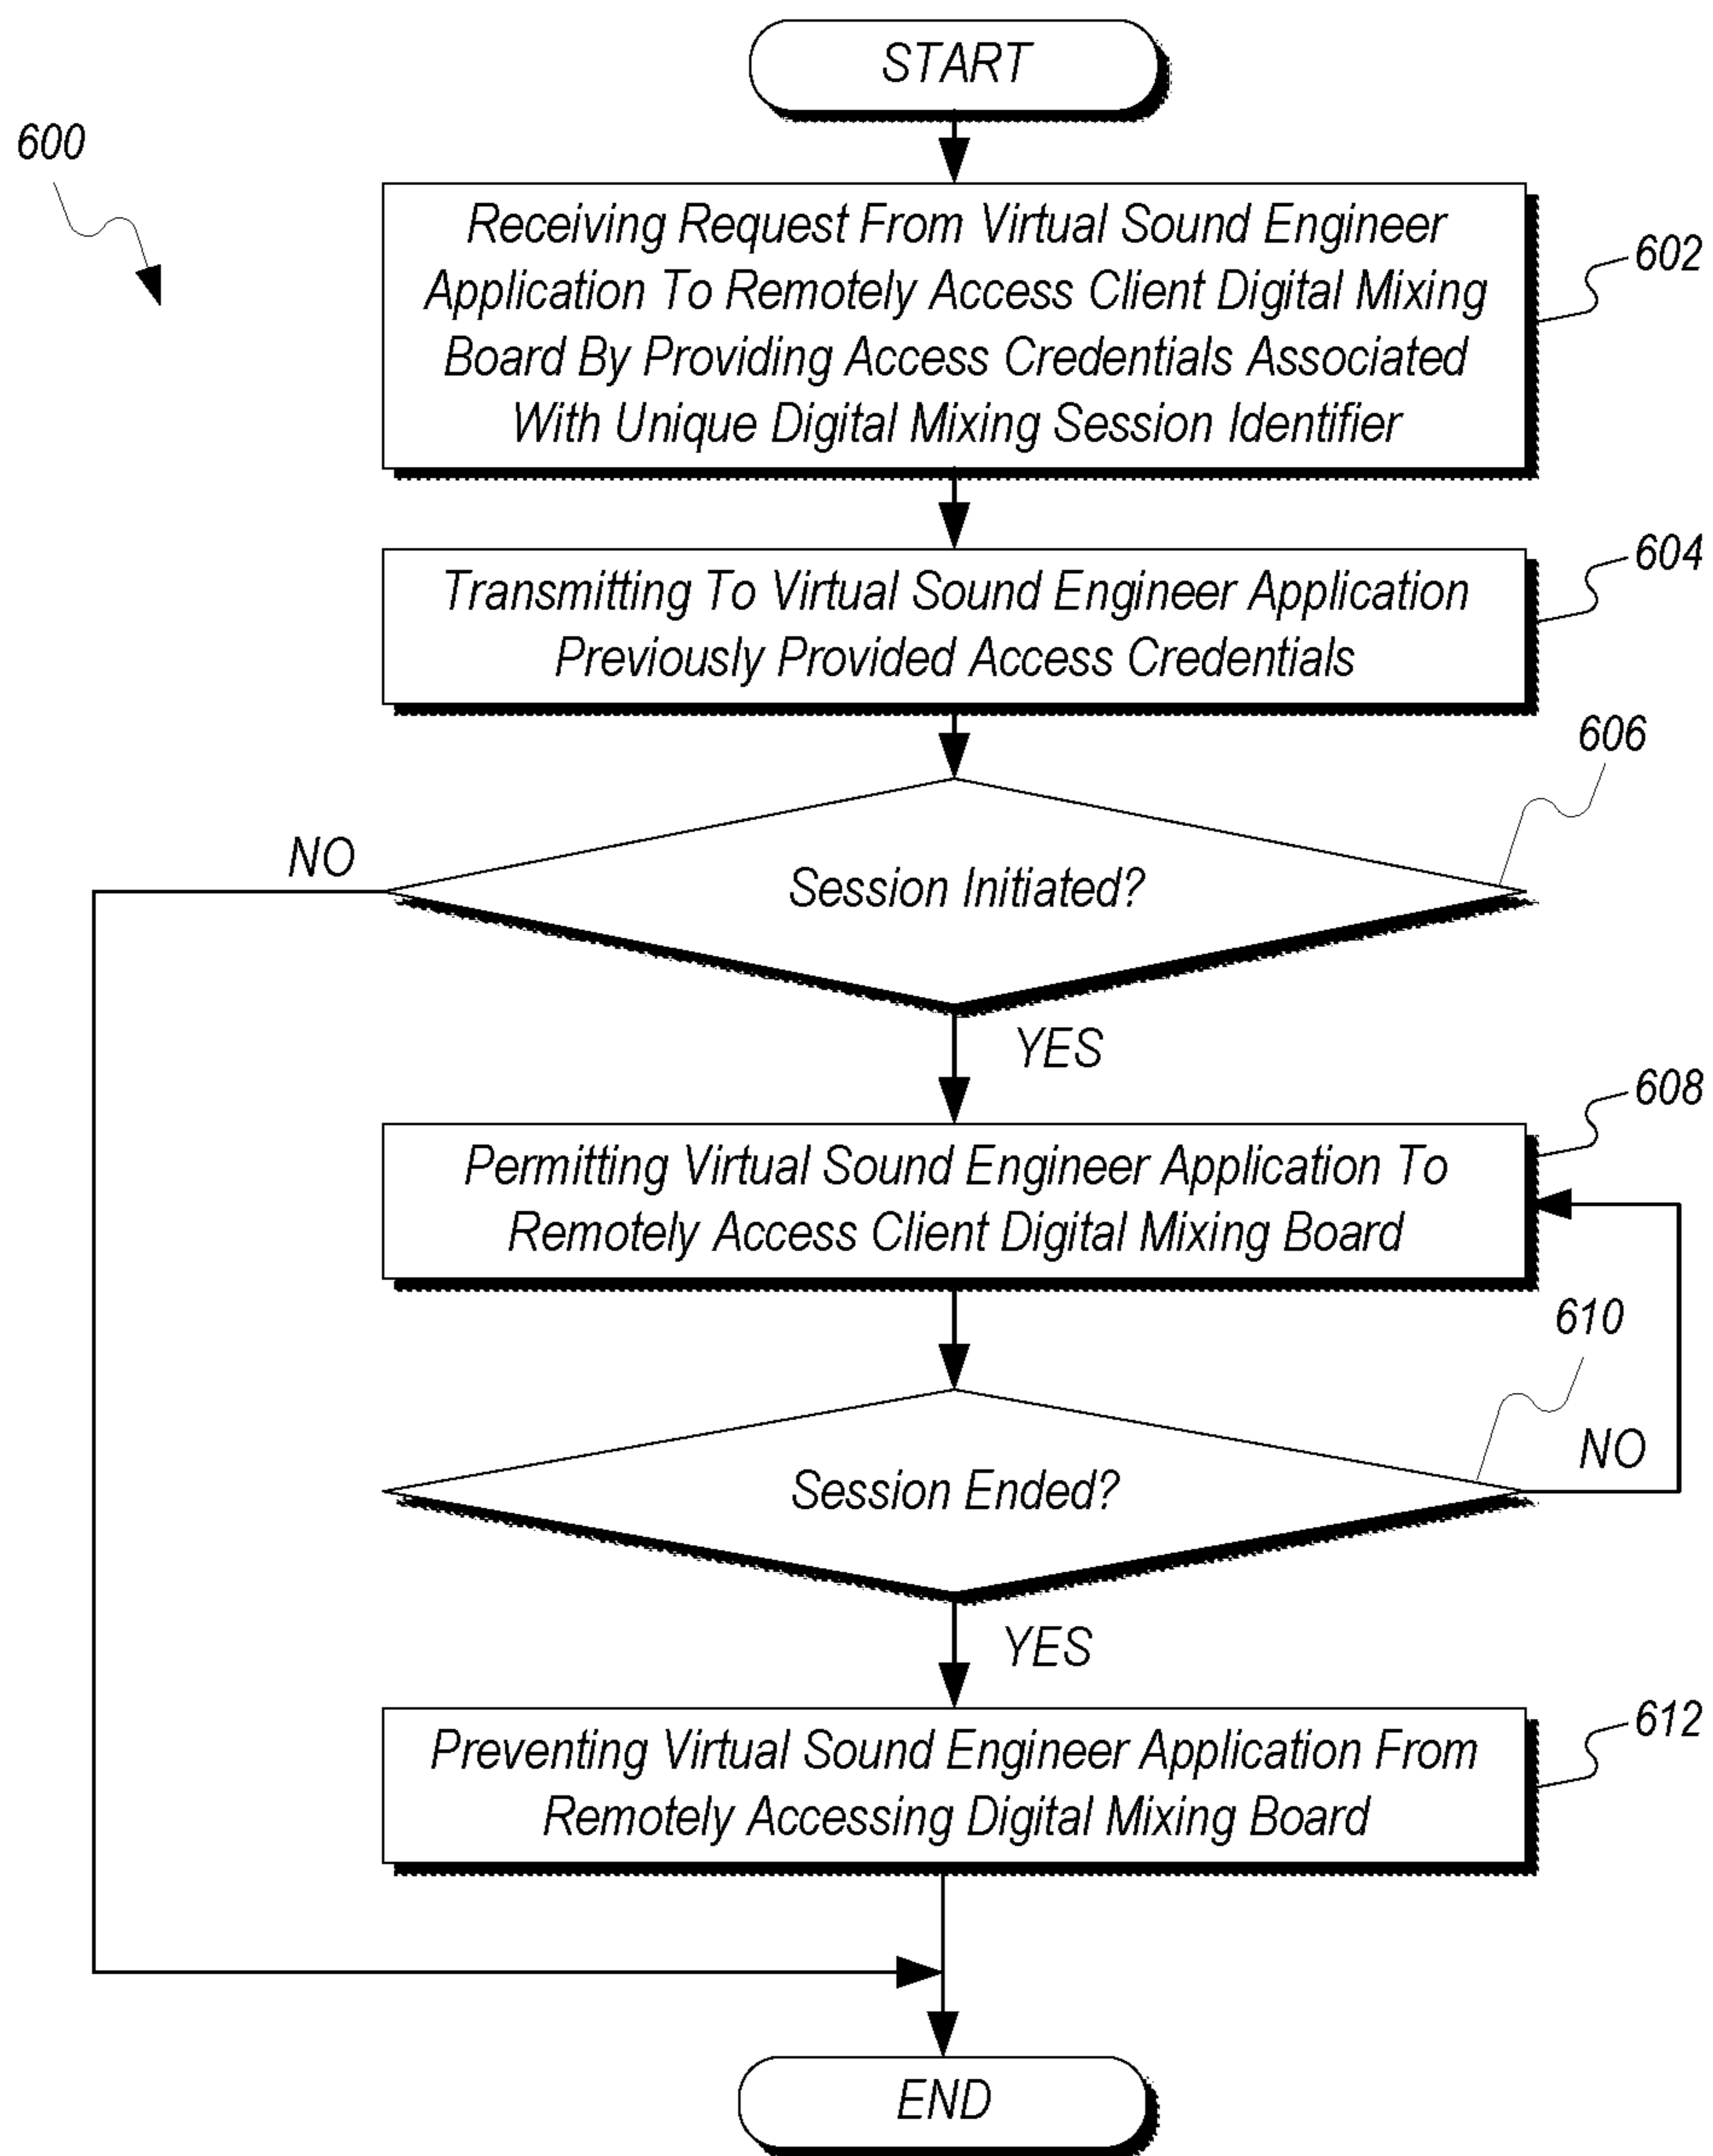 START
600
Receiving Request From Virtual Sound Engineer
Application To Remotely Access Client Digital Mixing
Board By Providing Access Credentials Associated
With Unique Digital Mixing Session Identifier
602
Transmitting To Virtual Sound Engineer Application
Previously Provided Access Credentials
604
606
NO
Session Initiated?
YES
608
Permitting Virtual Sound Engineer Application To
Remotely Access Client Digital Mixing Board
610
NO
Session Ended?
YES
612
Preventing Virtual Sound Engineer Application From
Remotely Accessing Digital Mixing Board
END